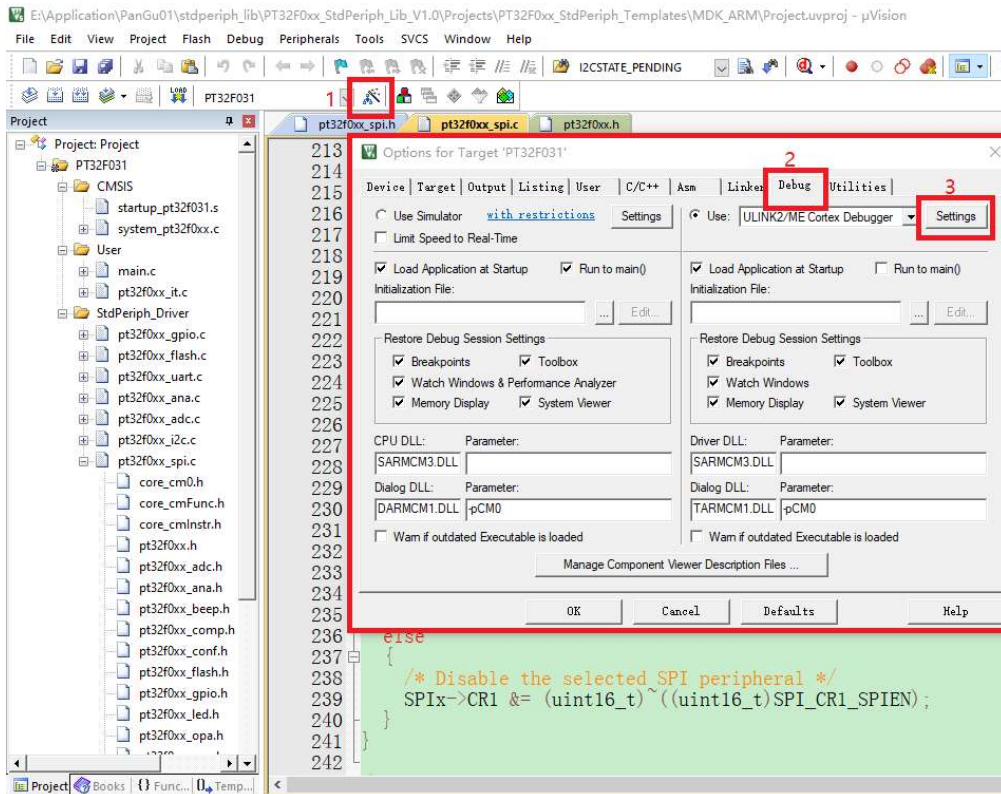 E:\Application\PanGu01\stdperiph_lib\PT32F0xx_StdPeriph_Lib_V1.0\Projects\PT32F0xx_StdPeriph_Templates\MDK_ARM\Project.uvproj - µVision
File Edit View Project Flash Debug Peripherals Tools SVCS Window Help
I2CSTATE_PENDING
LOAD PT32F031 1
Project pt32f0xx_spi.h pt32f0xx_spi.c pt32f0xx.h
Project: Project
PT32F031
CMSIS
startup_pt32f031.s
system_pt32f0xx.c
User
main.c
pt32f0xx_it.c
StdPeriph_Driver
pt32f0xx_gpio.c
pt32f0xx_flash.c
pt32f0xx_uart.c
pt32f0xx_ana.c
pt32f0xx_adc.c
pt32f0xx_i2c.c
pt32f0xx_spi.c
core_cm0.h
core_cmFunc.h
core_cmInstr.h
pt32f0xx.h
pt32f0xx_adc.h
pt32f0xx_ana.h
pt32f0xx_beep.h
pt32f0xx_comp.h
pt32f0xx_conf.h
pt32f0xx_flash.h
pt32f0xx_gpio.h
pt32f0xx_led.h
pt32f0xx_opa.h
Project Books {} Func... Temp...
213
214
215
216
217
218
219
220
221
222
223
224
225
226
227
228
229
230
231
232
233
234
235
236 else
237 {
238 /* Disable the selected SPI peripheral */
239 SPIx->CR1 &= (uint16_t)~((uint16_t)SPI_CR1_SPIEN);
240 }
241 }
242
Options for Target 'PT32F031'
2
Device Target Output Listing User C/C++ Asm Linker Debug Utilities
3
Use Simulator with restrictions Settings
Limit Speed to Real-Time
Use: ULINK2/ME Cortex Debugger Settings
Load Application at Startup Run to main()
Initialization File:
... Edit...
Load Application at Startup Run to main()
Initialization File:
... Edit...
Restore Debug Session Settings
Breakpoints Toolbox
Watch Windows & Performance Analyzer
Memory Display System Viewer
Restore Debug Session Settings
Breakpoints Toolbox
Watch Windows
Memory Display System Viewer
CPU DLL: Parameter:
SARMCM3.DLL
Dialog DLL: Parameter:
DARMCM1.DLL -pCM0
Driver DLL: Parameter:
SARMCM3.DLL
Dialog DLL: Parameter:
TARMCM1.DLL -pCM0
Warn if outdated Executable is loaded
Warn if outdated Executable is loaded
Manage Component Viewer Description Files ...
OK Cancel Defaults Help